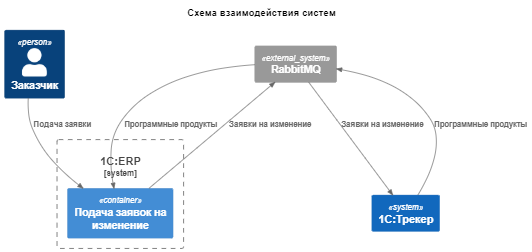 Схема взаимодействия систем
«person»
Заказчик
«external_system»
RabbitMQ
Подача заявки
Программные продукты
Заявки на изменение
Заявки на изменение
Программные продукты
1C:ERP
[system]
«container»
Подача заявок на
изменение
«system»
1С:Трекер